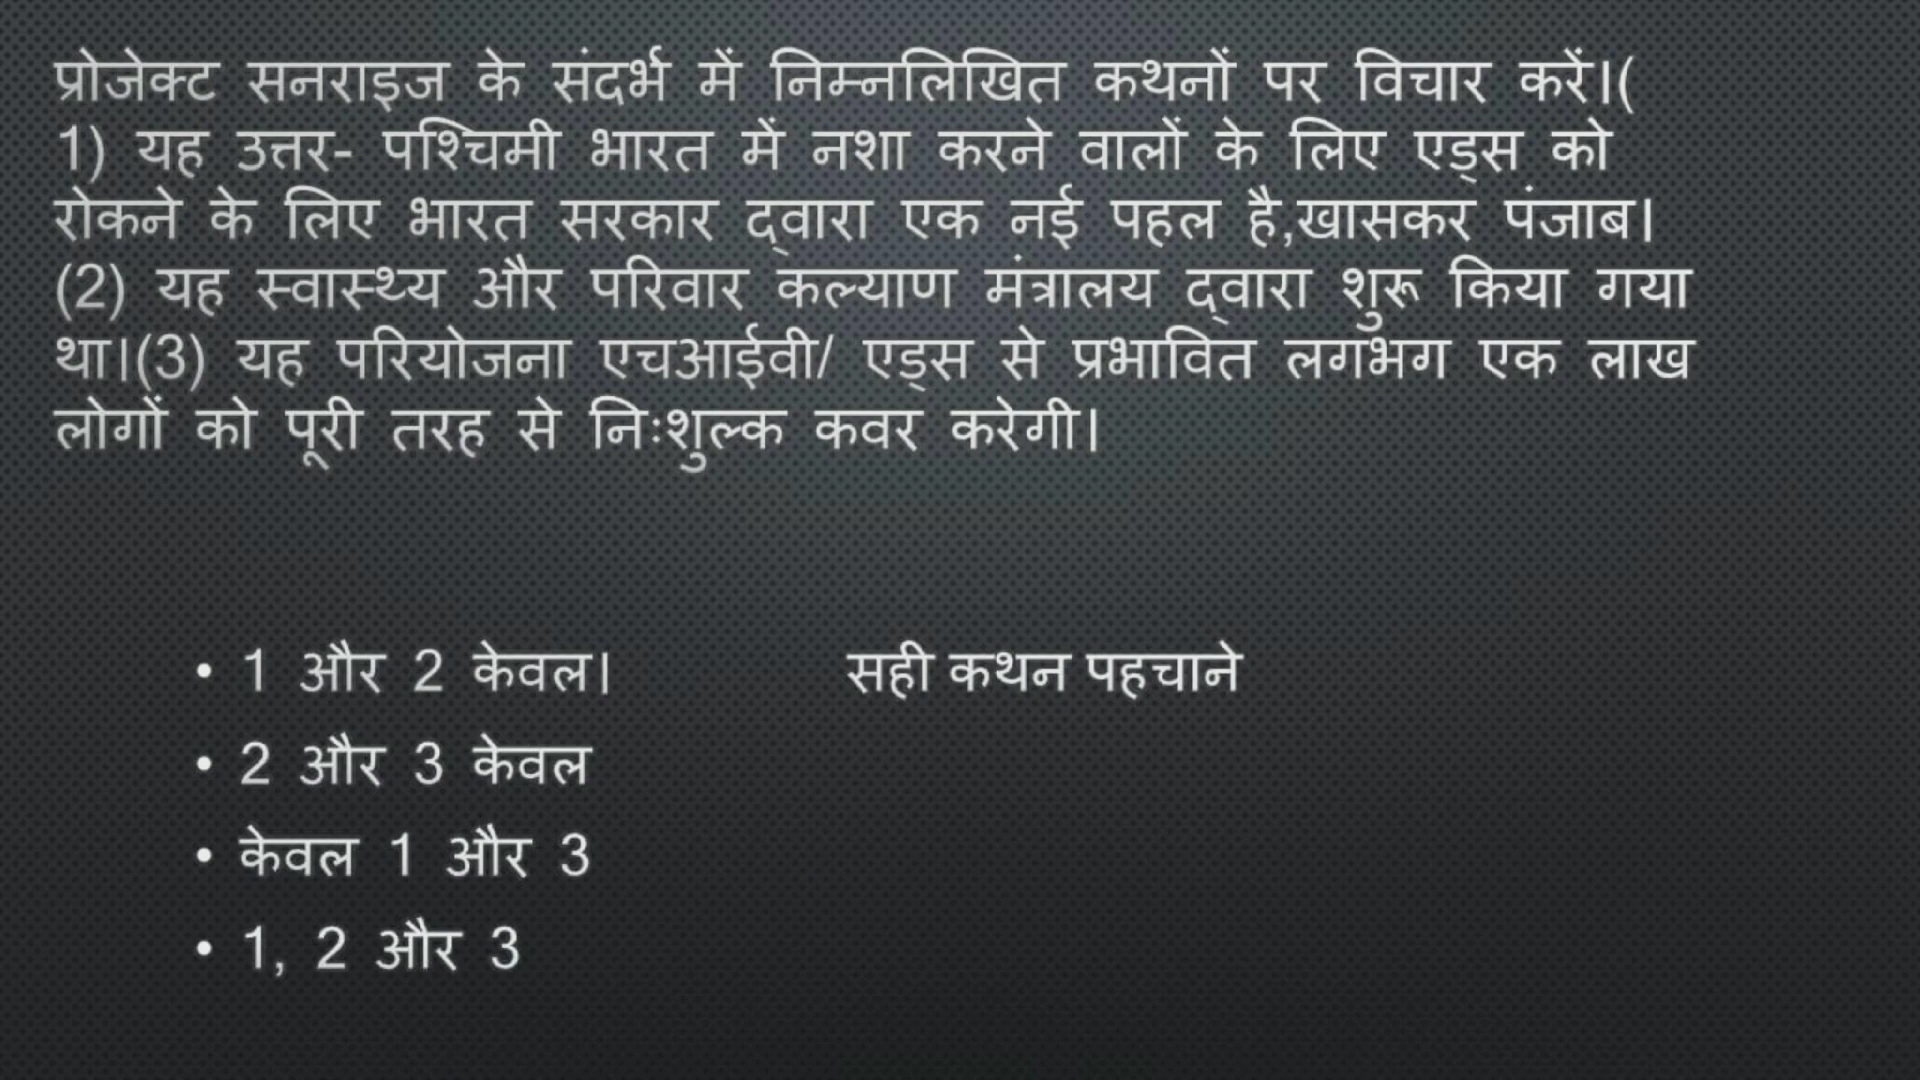 प्रोजेक्ट सनराइज के संदर्भ में निम्नलिखित कथनों पर विचार करें।(
1) यह उत्तर- पश्चिमी भारत में नशा करने वालों के लिए एड्स को
रोकने के लिए भारत सरकार द्वारा एक नई पहल है,खासकर पंजाब।
(2) यह स्वास्थ्य और परिवार कल्याण मंत्रालय द्वारा शुरू किया गया
था।(3) यह परियोजना एचआईवी/ एड्स से प्रभावित लगभग एक लाख
लोगों को पूरी तरह से निःशुल्क कवर करेगी।
• 1 और 2 केवल। सही कथन पहचाने
• 2 और 3 केवल
• केवल 1 और 3
• 1, 2 और 3